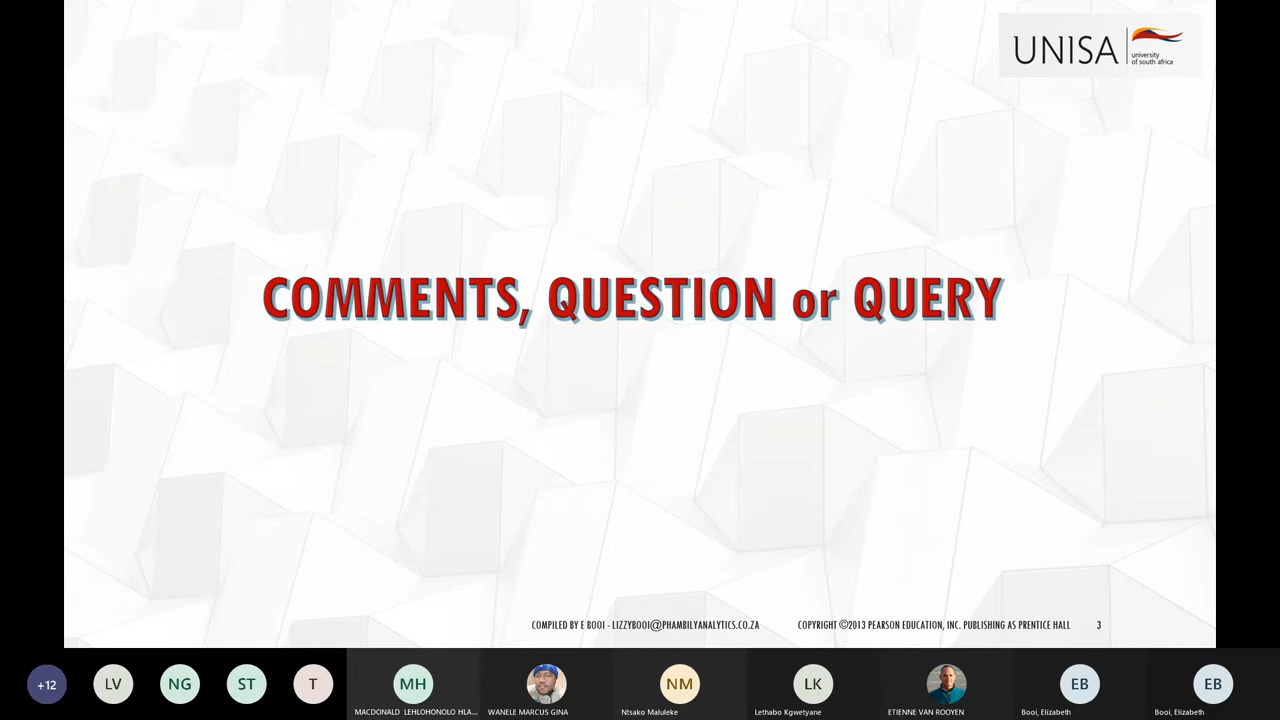 UNISA
university
of south africa
COMMENTS, QUESTION or QUERY
COMPILED BY E BOOI - LIZZYBOOI@PHAMBILYANALYTICS.CO.ZA
COPYRIGHT ©2013 PEARSON EDUCATION, INC. PUBLISHING AS PRENTICE HALL
3
+12
LV
NG
ST
T
MH
NM
LK
EB
EB
MACDONALD LEHLOHONOLO HLA...
WANELE MARCUS GINA
Ntsako Maluleke
Lethabo Kgwetyane
ETIENNE VAN ROOYEN
Booi, Elizabeth
Booi, Elizabeth